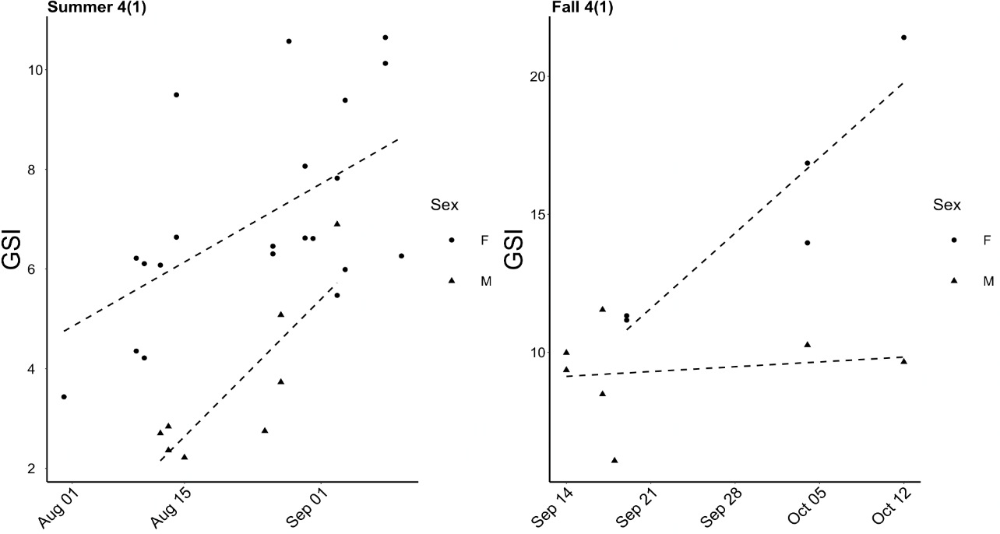 Summer 4(1)
GSI
10
8
6
4
2
Aug 01
Aug 15
Sep 01
Sex
F
M
Fall 4(1)
GSI
20
15
10
Sep 14
Sep 21
Sep 28
Oct 05
Oct 12
Sex
F
M